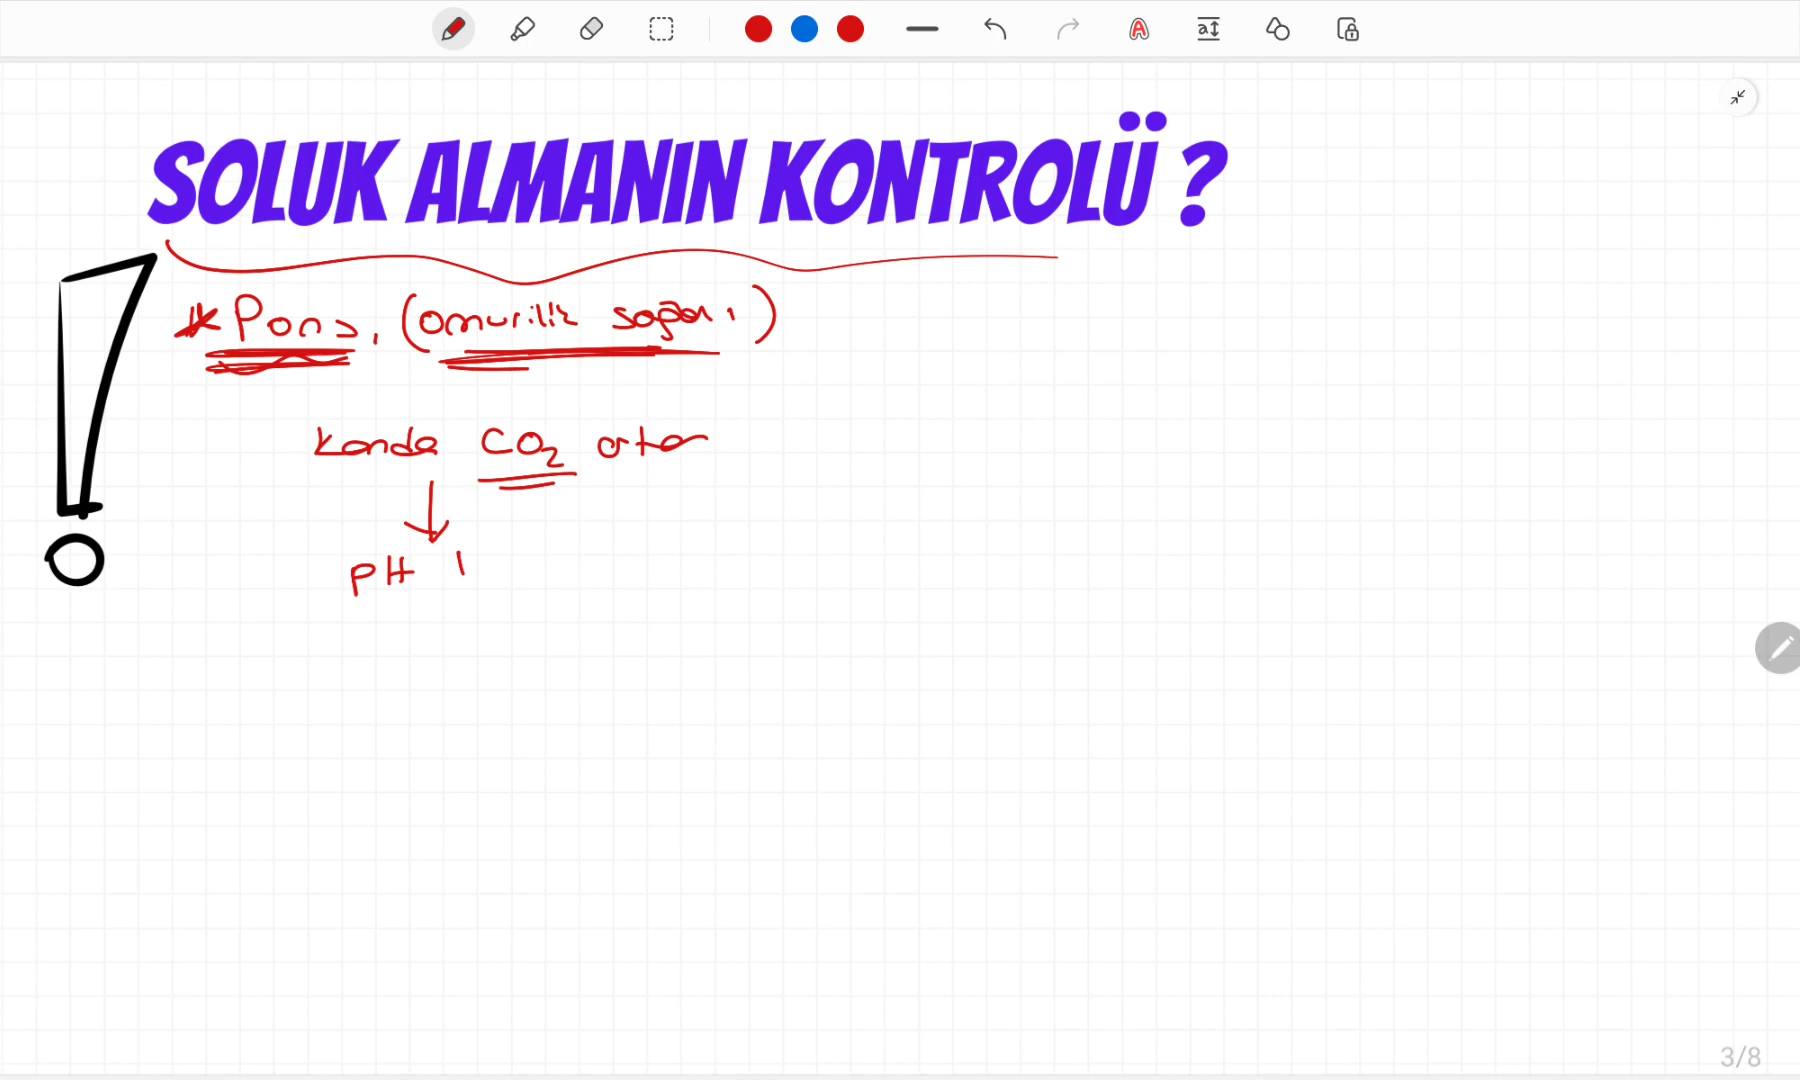 SOLUK ALMANIN KONTROLÜ ?
* Pons, (omurilik soğanı)
kanda CO2 artar
pH
3/8